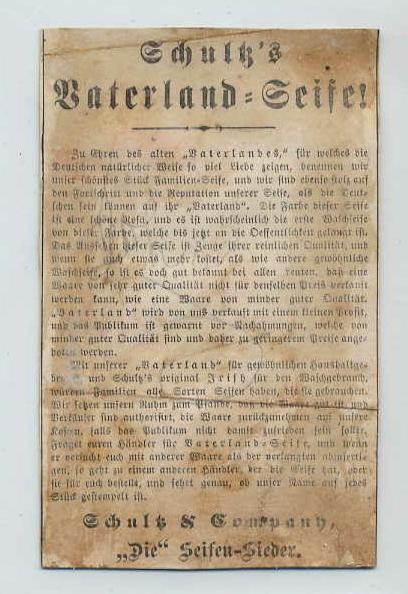 Schultz's
Vaterland=Seife!
Zu Ehren des alten „Vaterlandes," für welches die
Deutschen natürlicher Weise so viel Liebe zeigen, benennen wir
unser schönstes Stück Familien-Seife, und wir sind ebenso stolz auf
den Fortschritt und die Reputation unserer Seife, als die Deut-
schen sein können auf ihr „Vaterland". Die Farbe dieser Seife
ist eine schöne Rosa, und es ist wahrscheinlich die erste Waschseife
von dieser Farbe, welche bis jetzt an die Oeffentlichkeit gelangt ist.
Das Aussehen dieser Seife ist Zeuge ihrer reinlichen Qualität, und
wenn sie auch etwas mehr kostet, als wie andere gewöhnliche
Waschseife, so ist es doch gut bekannt bei allen Leuten, daß eine
Waare von sehr guter Qualität nicht für denselben Preis verkauft
werden kann, wie eine Waare von minder guter Qualität.
„Vaterland" wird von uns verkauft mit einem kleinen Profit,
und das Publikum ist gewarnt vor Nachahmungen, welche von
minder guter Qualität sind und daher zu geringerem Preise ange-
boten werden.
Mit unserer „Vaterland" für gewöhnlichen Haushaltge-
und Schultz's original Irish für den Waschgebrauch,
würden Familien alle Sorten Seifen haben, die sie gebrauchen.
Wir setzen unsern Ruhm zum Pfande, daß die Waare gut ist, und
Verkäufer sind authorisirt, die Waare zurückzunehmen auf unsere
Kosten, falls das Publikum nicht damit zufrieden sein sollte.
Fraget euren Händler für Vaterland-Seife, und wenn
er versucht euch mit anderer Waare als der verlangten abzuferti-
gen, so geht zu einem anderen Händler, der die Seife hat, oder
sie für euch bestellt, und sehet genau, ob unser Name auf jedes
Stück gestempelt ist.
Schultz & Company,
„Die" Seifen=Sieder.